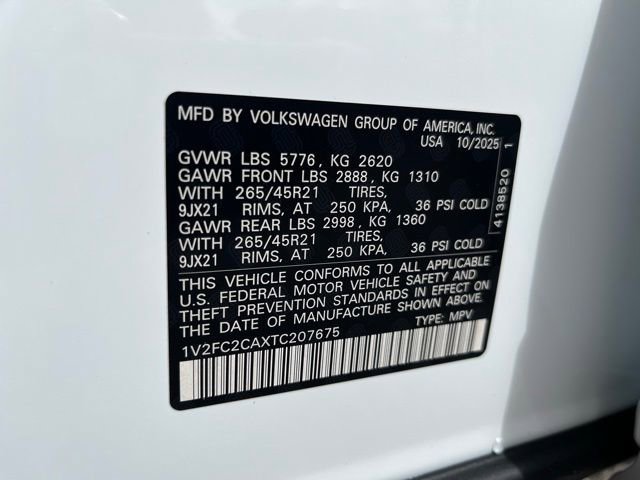 MFD BY VOLKSWAGEN GROUP OF AMERICA, INC.
USA 10/2025
GVWR LBS 5776, KG 2620
GAWR FRONT LBS 2888, KG 1310
WITH 265/45R21 TIRES,
9JX21 RIMS, AT 250 KPA, 36 PSI COLD
GAWR REAR LBS 2998, KG 1360
WITH 265/45R21 TIRES,
9JX21 RIMS, AT 250 KPA, 36 PSI COLD
THIS VEHICLE CONFORMS TO ALL APPLICABLE
U.S. FEDERAL MOTOR VEHICLE SAFETY AND
THEFT PREVENTION STANDARDS IN EFFECT ON
THE DATE OF MANUFACTURE SHOWN ABOVE.
1V2FC2CAXTC207675 TYPE: MPV
4138520 1